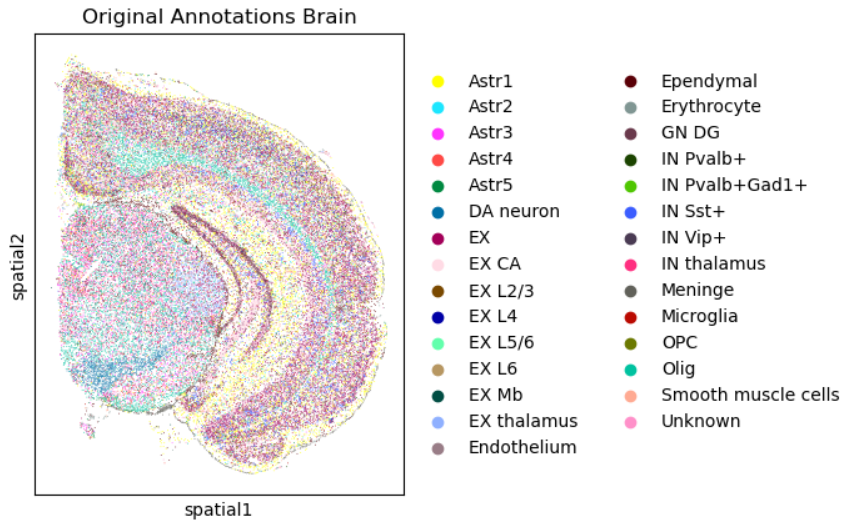 Original Annotations Brain
spatial2
spatial1
Astr1
Astr2
Astr3
Astr4
Astr5
DA neuron
EX
EX CA
EX L2/3
EX L4
EX L5/6
EX L6
EX Mb
EX thalamus
Endothelium
Ependymal
Erythrocyte
GN DG
IN Pvalb+
IN Pvalb+Gad1+
IN Sst+
IN Vip+
IN thalamus
Meninge
Microglia
OPC
Olig
Smooth muscle cells
Unknown